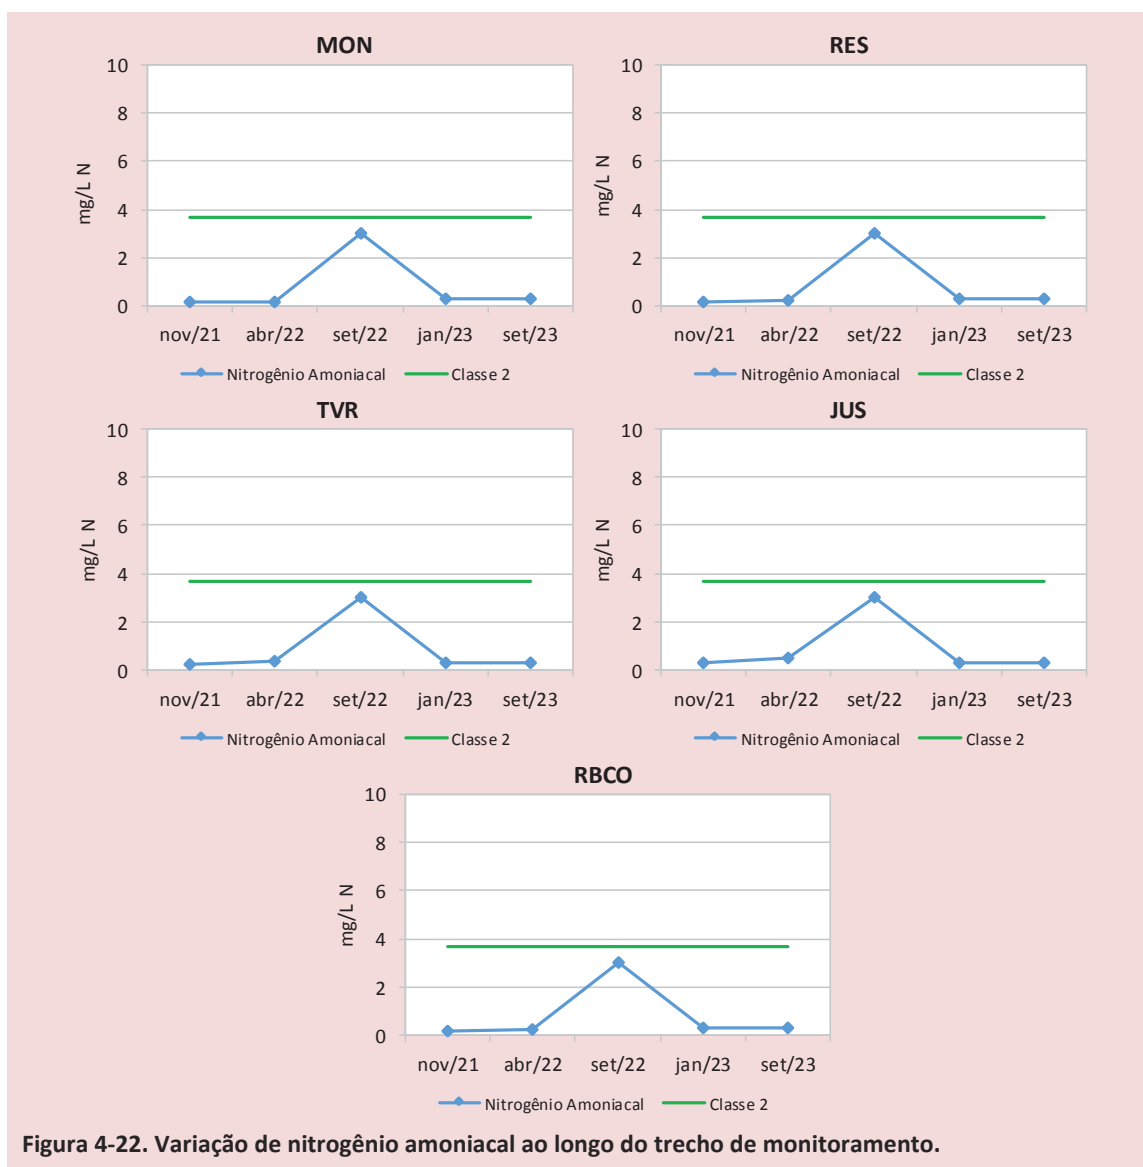 MON
10
8
6
4
2
0
mg/L N
nov/21 abr/22 set/22 jan/23 set/23
Nitrogênio Amoniacal Classe 2
RES
10
8
6
4
2
0
mg/L N
nov/21 abr/22 set/22 jan/23 set/23
Nitrogênio Amoniacal Classe 2
TVR
10
8
6
4
2
0
mg/L N
nov/21 abr/22 set/22 jan/23 set/23
Nitrogênio Amoniacal Classe 2
JUS
10
8
6
4
2
0
mg/L N
nov/21 abr/22 set/22 jan/23 set/23
Nitrogênio Amoniacal Classe 2
RBCO
10
8
6
4
2
0
mg/L N
nov/21 abr/22 set/22 jan/23 set/23
Nitrogênio Amoniacal Classe 2
Figura 4-22. Variação de nitrogênio amoniacal ao longo do trecho de monitoramento.